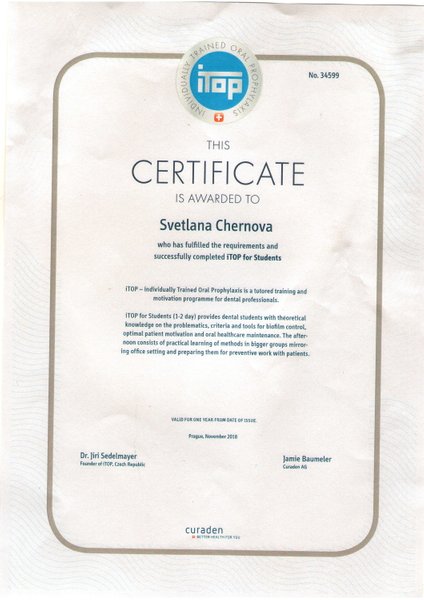 INDIVIDUALLY TRAINED ORAL PROPHYLAXIS
iTOP
No. 34599
THIS
CERTIFICATE
IS AWARDED TO
Svetlana Chernova
who has fulfilled the requirements and
successfully completed iTOP for Students
iTOP – Individually Trained Oral Prophylaxis is a tutored training and
motivation programme for dental professionals.
iTOP for Students (1-2 day) provides dental students with theoretical
knowledge on the problematics, criteria and tools for biofilm control,
optimal patient motivation and oral healthcare maintenance. The after-
noon consists of practical learning of methods in bigger groups mirror-
ing office setting and preparing them for preventive work with patients.
VALID FOR ONE YEAR FROM DATE OF ISSUE.
Prague, November 2018
Dr. Jiri Sedelmayer
Founder of iTOP, Czech Republic
Jamie Baumeler
Curaden AG
curaden
BETTER HEALTH FOR YOU